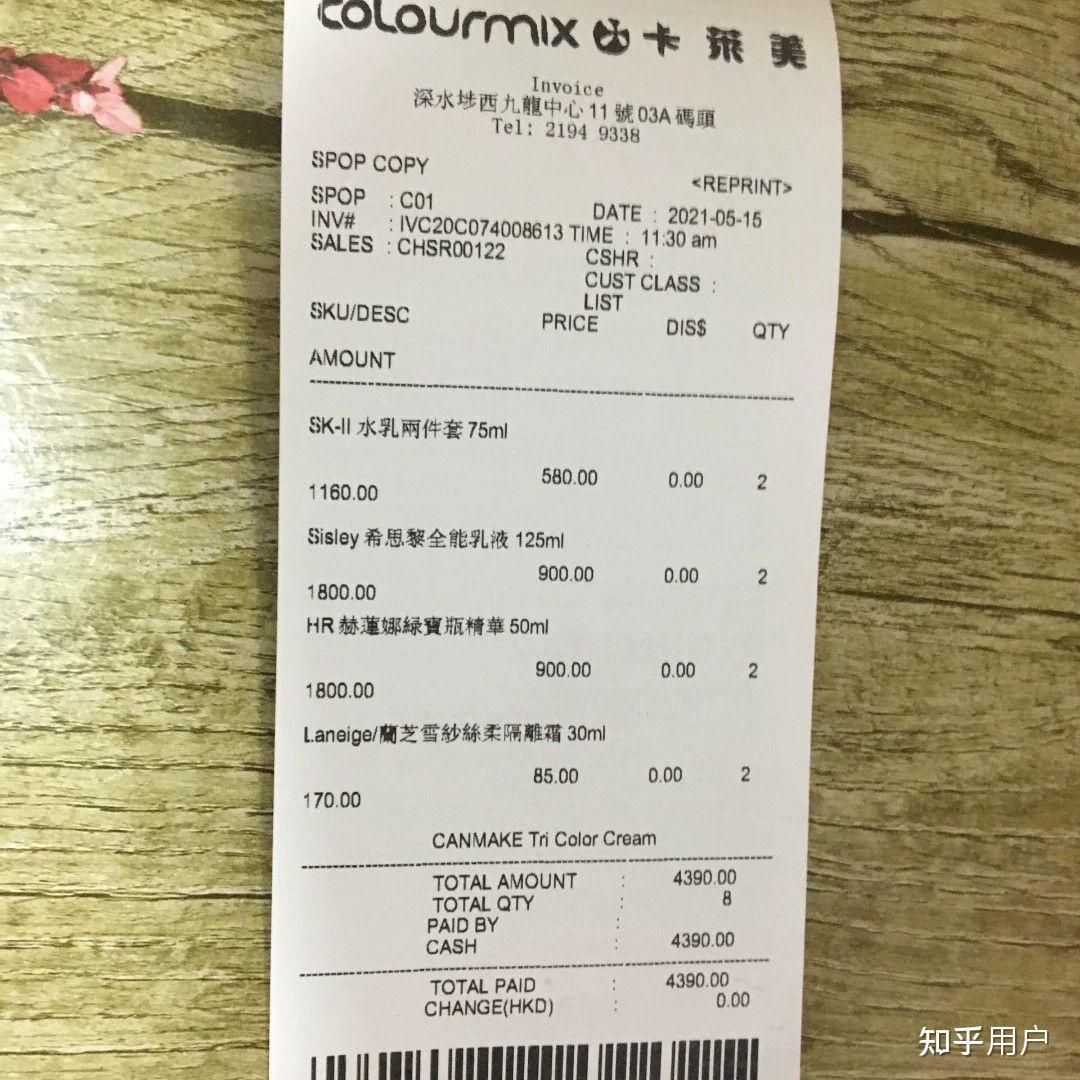 COLOURMIX 卡萊美
Invoice
深水埗西九龍中心 11 號 03A 碼頭
Tel: 2194 9338
SPOP COPY
<REPRINT>
SPOP : C01 DATE : 2021-05-15
INV# : IVC20C074008613 TIME : 11:30 am
SALES : CHSR00122 CSHR :
CUST CLASS :
LIST
SKU/DESC PRICE DIS$ QTY
AMOUNT
SK-II 水乳兩件套 75ml
580.00 0.00 2
1160.00
Sisley 希思黎全能乳液 125ml
900.00 0.00 2
1800.00
HR 赫蓮娜綠寶瓶精華 50ml
900.00 0.00 2
1800.00
Laneige/蘭芝雪紗絲柔隔離霜 30ml
85.00 0.00 2
170.00
CANMAKE Tri Color Cream
TOTAL AMOUNT : 4390.00
TOTAL QTY : 8
PAID BY :
CASH : 4390.00
TOTAL PAID : 4390.00
CHANGE(HKD) : 0.00
知乎用户